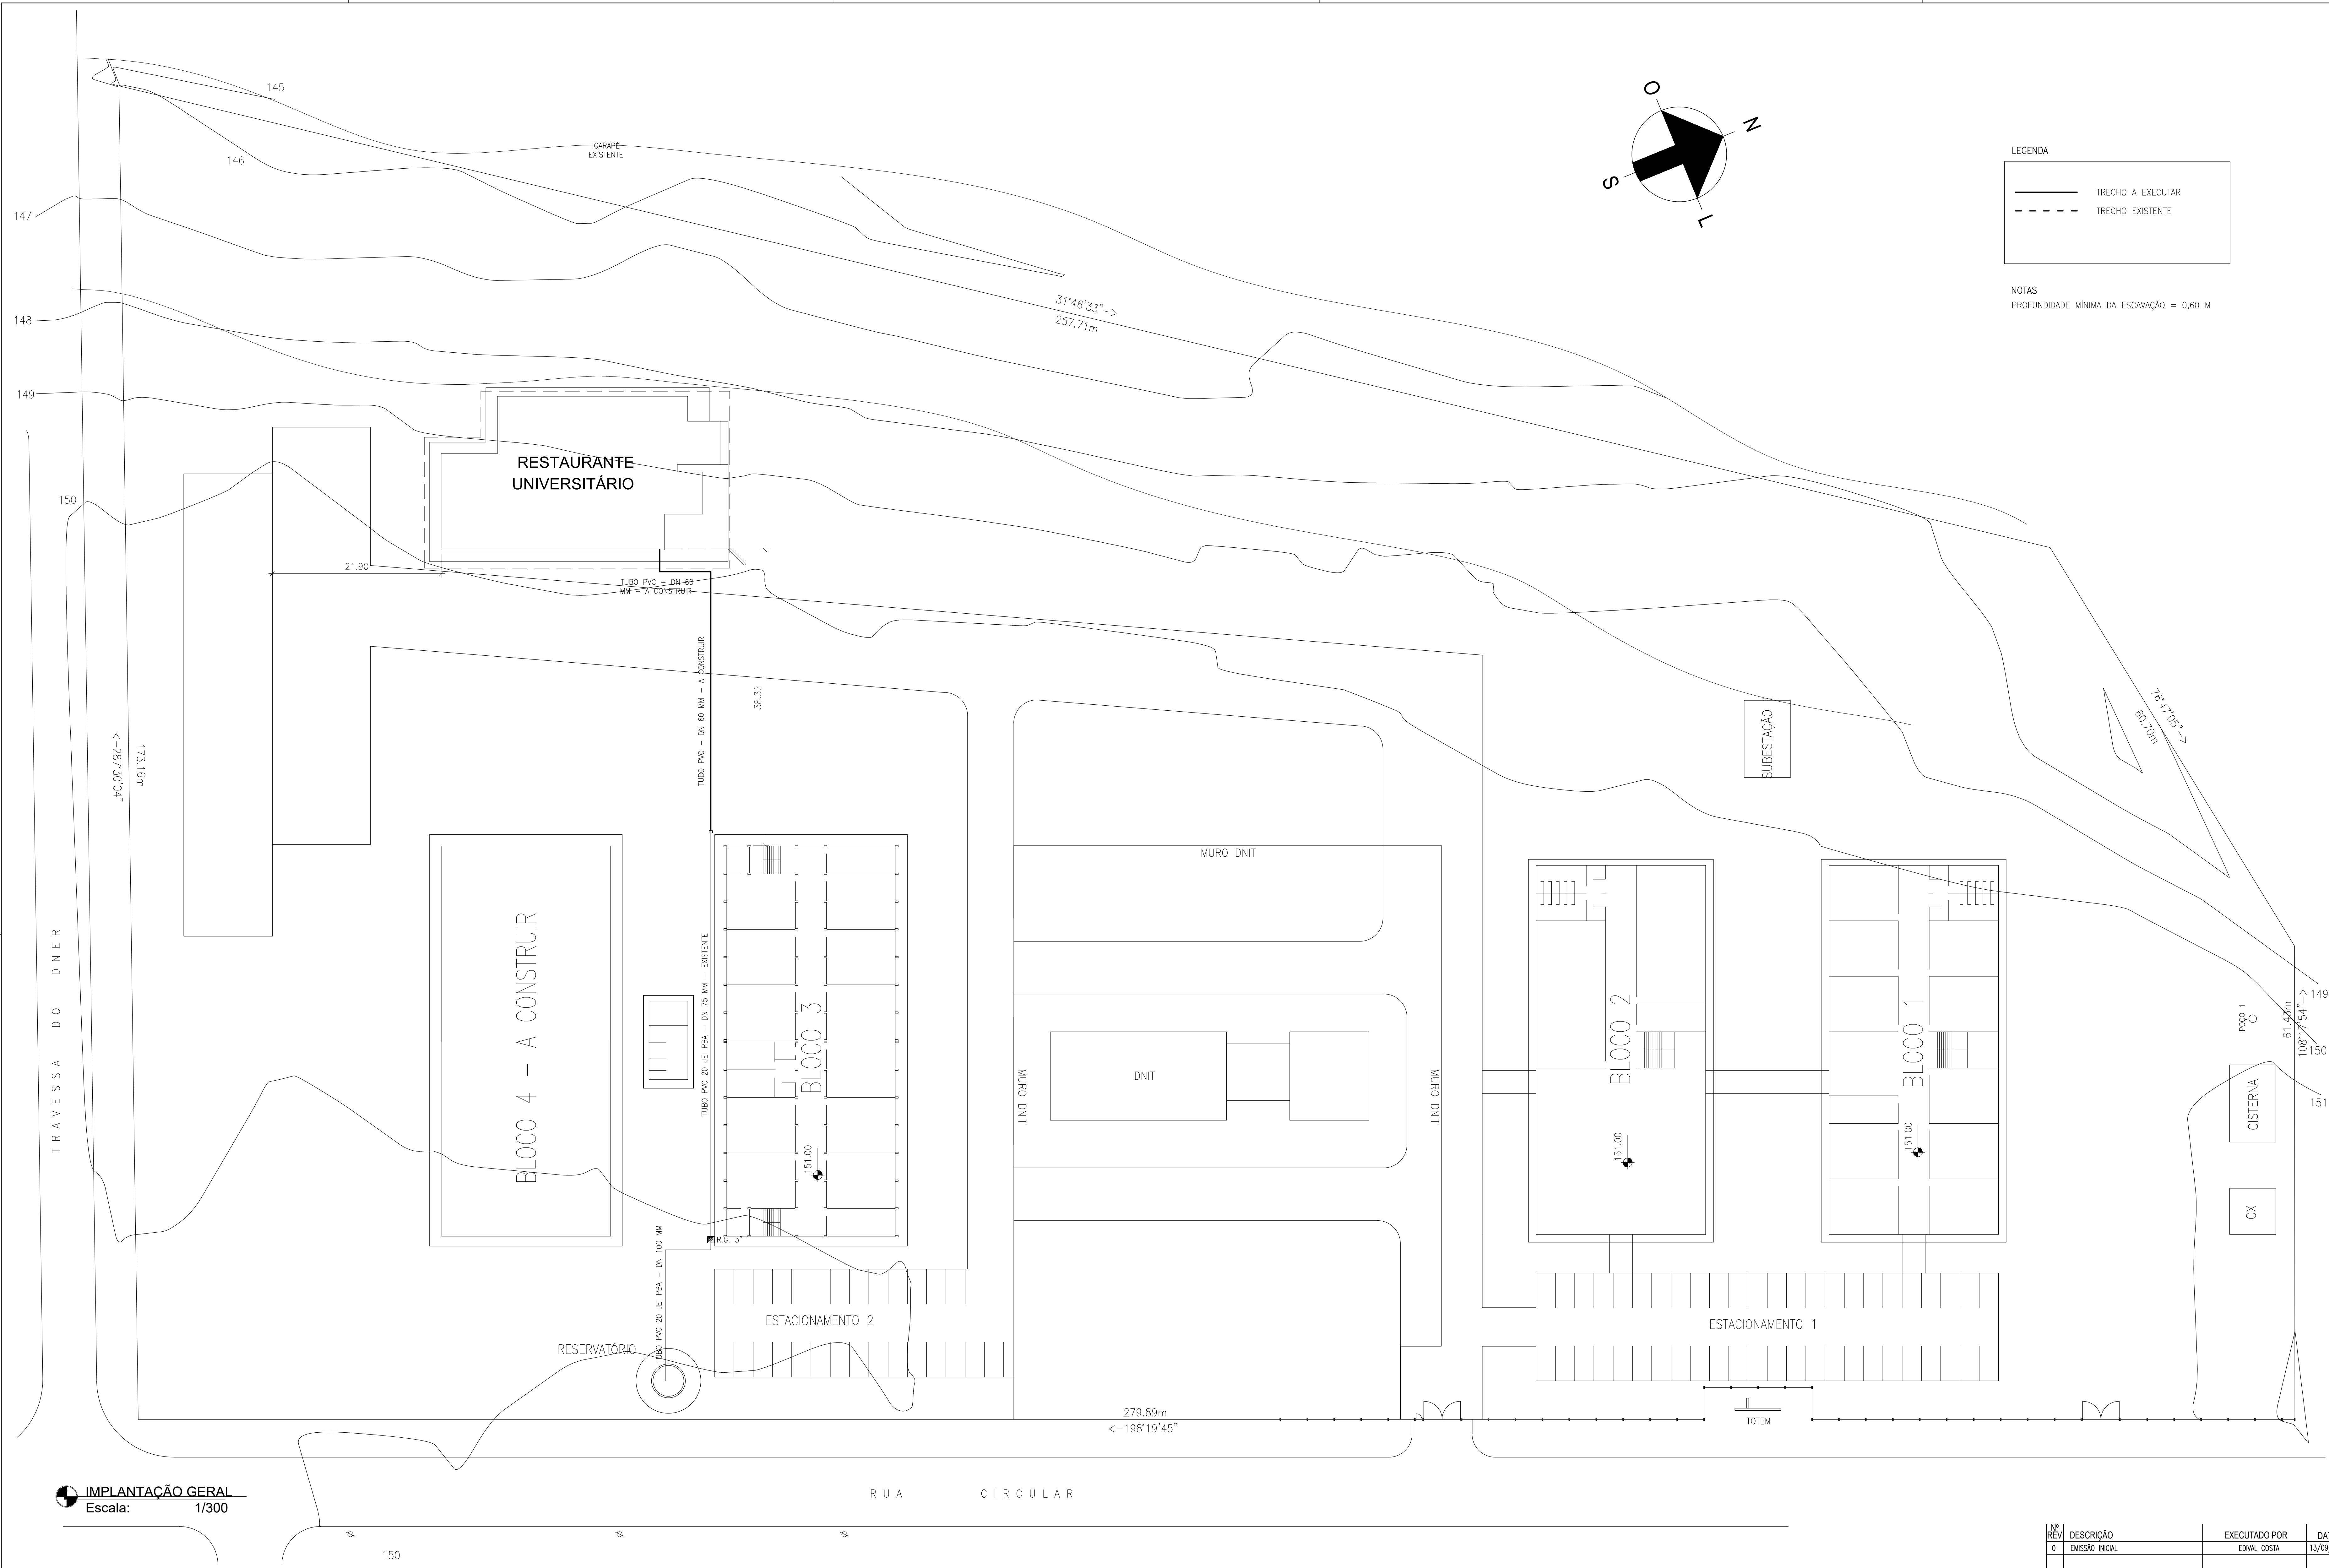 145
146
IGARAPÉ
EXISTENTE
O
N
S
L
LEGENDA
TRECHO A EXECUTAR
TRECHO EXISTENTE
NOTAS
PROFUNDIDADE MÍNIMA DA ESCAVAÇÃO = 0,60 M
147
148
149
150
31°46'33"->
257.71m
RESTAURANTE
UNIVERSITÁRIO
21.90
TUBO PVC - DN 60
MM - A CONSTRUIR
TUBO PVC - DN 60 MM - A CONSTRUIR
38.32
<-287°30'04"
173.16m
SUBESTAÇÃO 1
76°47'05"->
60.70m
TRAVESSA DO DNER
BLOCO 4 - A CONSTRUIR
TUBO PVC 20 JEI PBA - DN 75 MM - EXISTENTE
BLOCO 3
151.00
MURO DNIT
MURO DNIT
DNIT
MURO DNIT
BLOCO 2
151.00
BLOCO 1
151.00
POÇO 1
61.43m
108°17'54"->
149
150
151
CISTERNA
CX
R.G. 3"
TUBO PVC 20 JEI PBA - DN 100 MM
RESERVATÓRIO
ESTACIONAMENTO 2
ESTACIONAMENTO 1
TOTEM
279.89m
<-198°19'45"
IMPLANTAÇÃO GERAL
Escala: 1/300
RUA CIRCULAR
150
Nº
REV DESCRIÇÃO EXECUTADO POR
0 EMISSÃO INICIAL EDIVAL COSTA 13/09